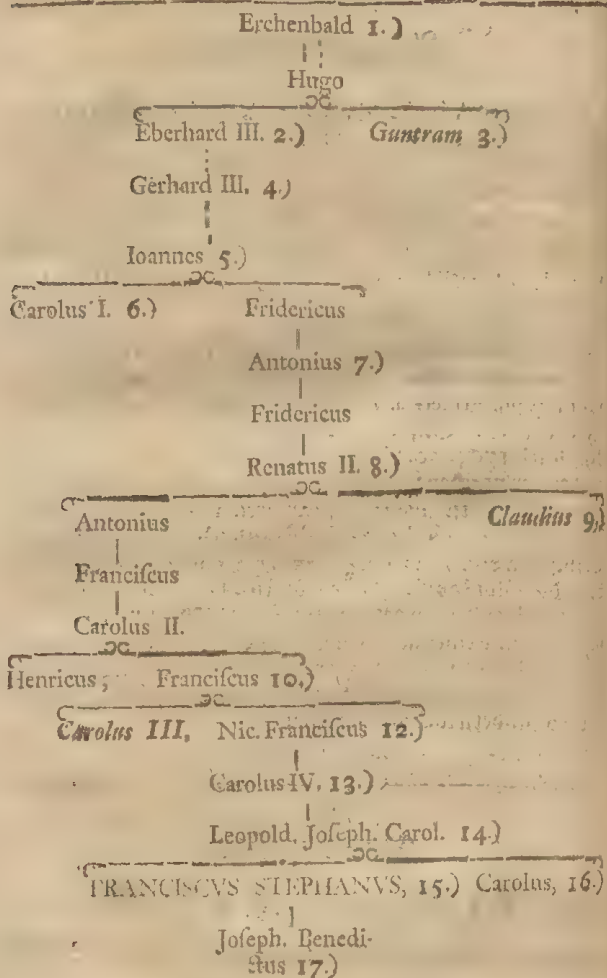 Erchenbald 1.)
Hugo
Eberhard III. 2.) Guntram 3.)
Gerhard III. 4.)
Ioannes 5.)
Carolus I. 6.) Fridericus
Antonius 7.)
Fridericus
Renatus II. 8.)
Antonius Claudius 9.)
Franciſcus
Carolus II.
Henricus, Franciſcus 10.)
Carolus III, Nic. Franciſcus 12.)
Carolus IV. 13.)
Leopold. Joſeph. Carol. 14.)
FRANCISCVS STEPHANVS, 15.) Carolus, 16.)
Joſeph. Benedi-
ctus 17.)